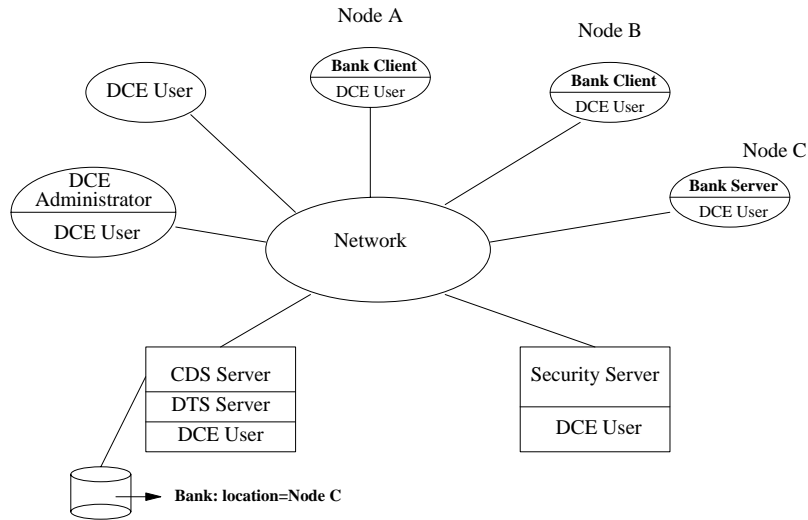 Node A
Node B
Bank Client
DCE User
Bank Client
DCE User
DCE User
Node C
Bank Server
DCE User
DCE
Administrator
DCE User
Network
CDS Server
DTS Server
DCE User
Security Server
DCE User
Bank: location=Node C